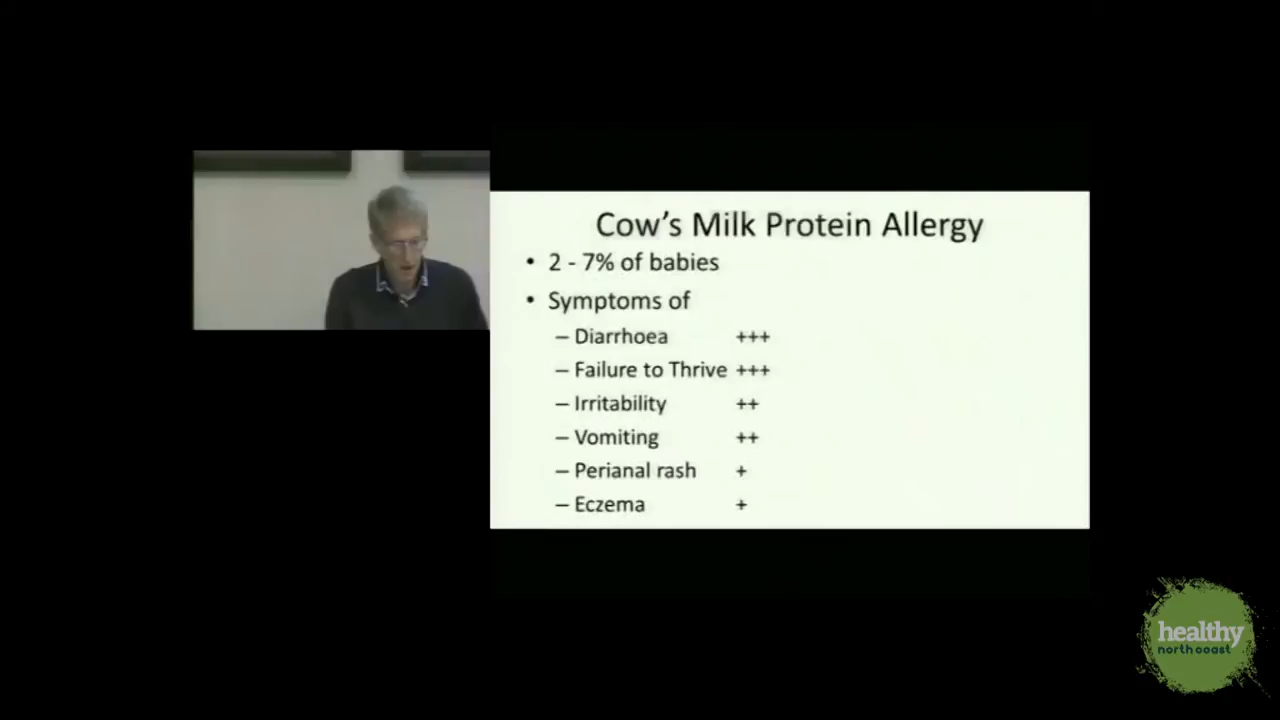 Cow's Milk Protein Allergy
• 2 - 7% of babies
• Symptoms of
– Diarrhoea +++
– Failure to Thrive +++
– Irritability ++
– Vomiting ++
– Perianal rash +
– Eczema +
healthy
north coast